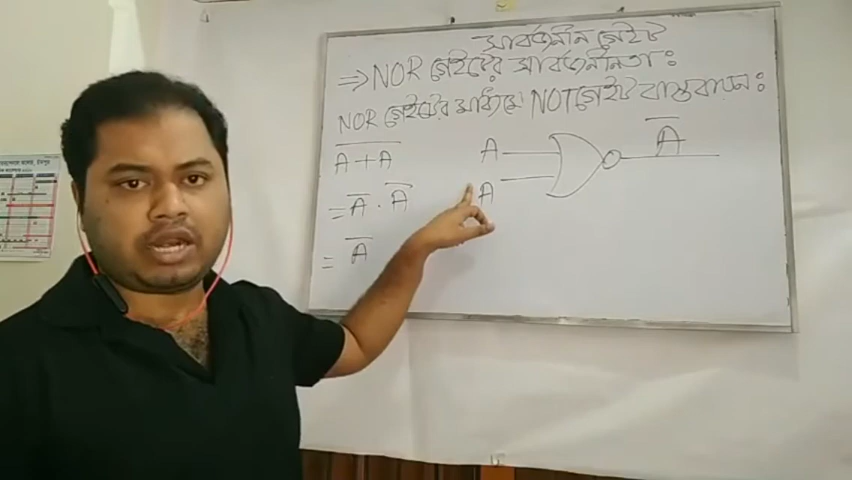 সার্বজনীন গেইট
⇒ NOR গেইটের সার্বজনীনতা:
NOR গেইটের মাধ্যমে NOT গেইট বাস্তবায়ন:
A̅ ̅+̅ ̅A̅
= A̅ . A̅
= A̅
A
A
A̅